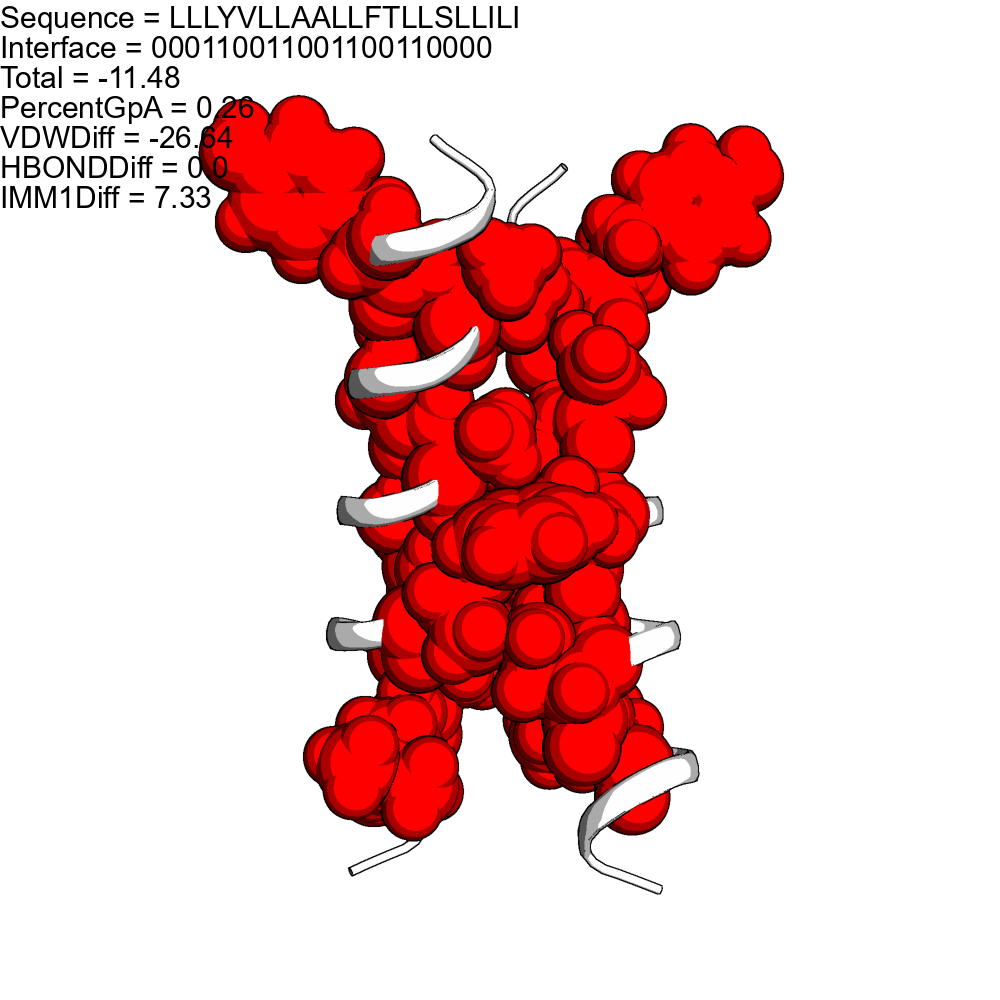 Sequence = LLLYVLLAALLFTLLSLLILI
Interface = 000110011001100110000
Total = -11.48
PercentGpA = 0.26
VDWDiff = -26.64
HBONDDiff = 0.0
IMM1Diff = 7.33